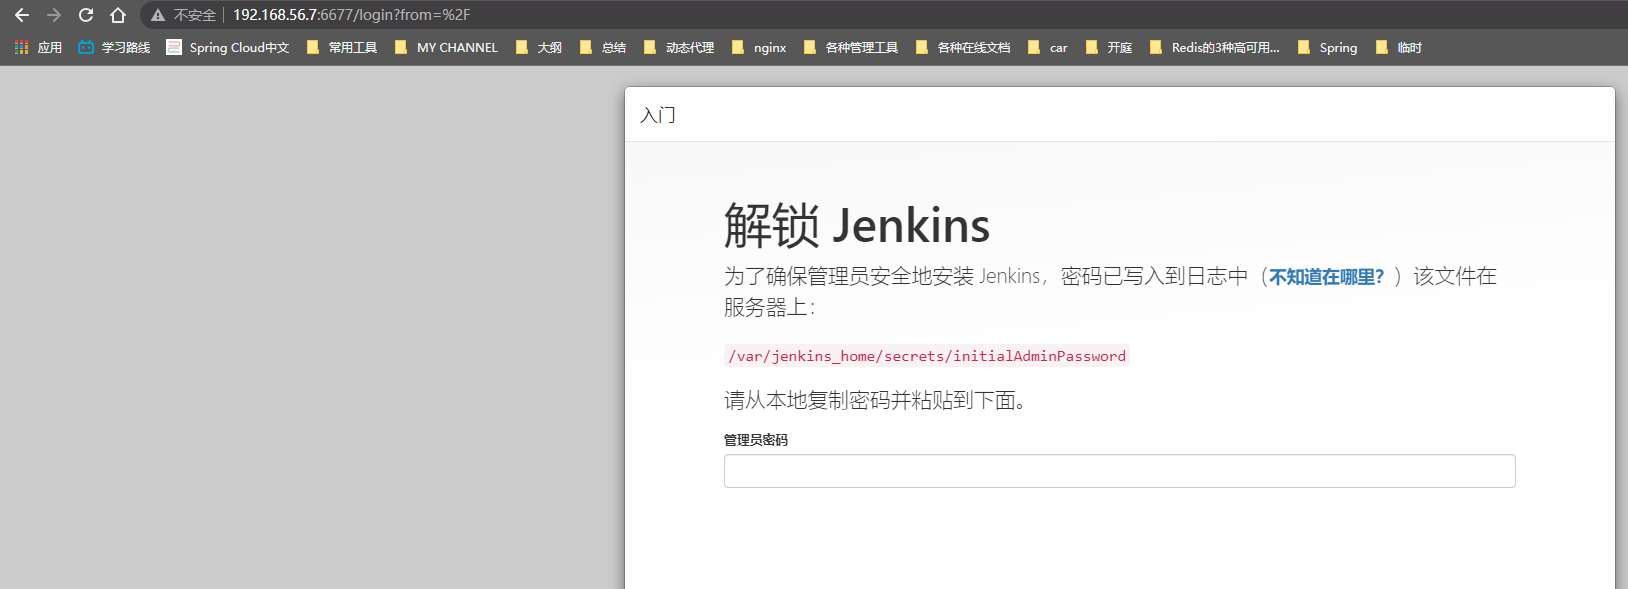 不安全 192.168.56.7:6677/login?from=%2F
应用 学习路线 Spring Cloud中文 常用工具 MY CHANNEL 大纲 总结 动态代理 nginx 各种管理工具 各种在线文档 car 开庭 Redis的3种高可用... Spring 临时
入门
解锁 Jenkins
为了确保管理员安全地安装 Jenkins，密码已写入到日志中（不知道在哪里？）该文件在
服务器上：
/var/jenkins_home/secrets/initialAdminPassword
请从本地复制密码并粘贴到下面。
管理员密码